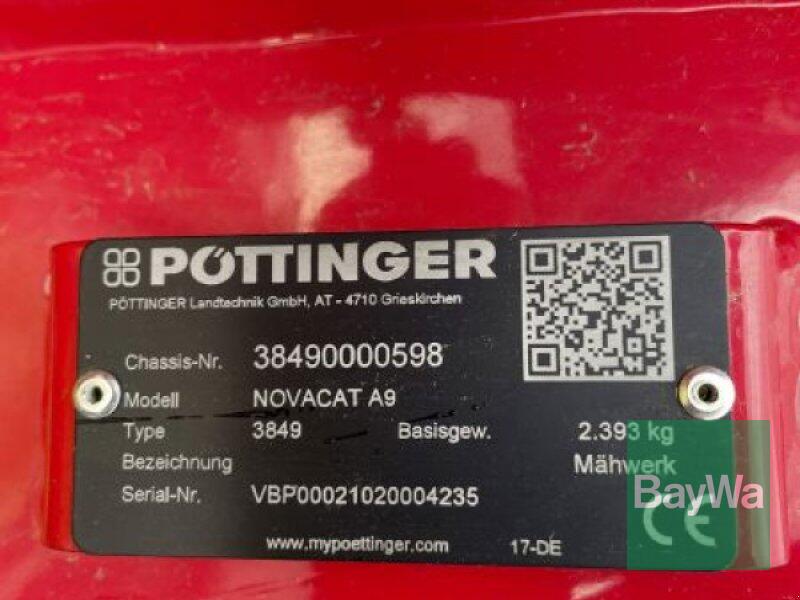 PÖTTINGER
PÖTTINGER Landtechnik GmbH, AT - 4710 Grieskirchen
Chassis-Nr. 38490000598
Modell NOVACAT A9
Type 3849 Basisgew. 2.393 kg
Bezeichnung Mähwerk
Serial-Nr. VBP00021020004235
BayWa
CE
www.mypoettinger.com 17-DE